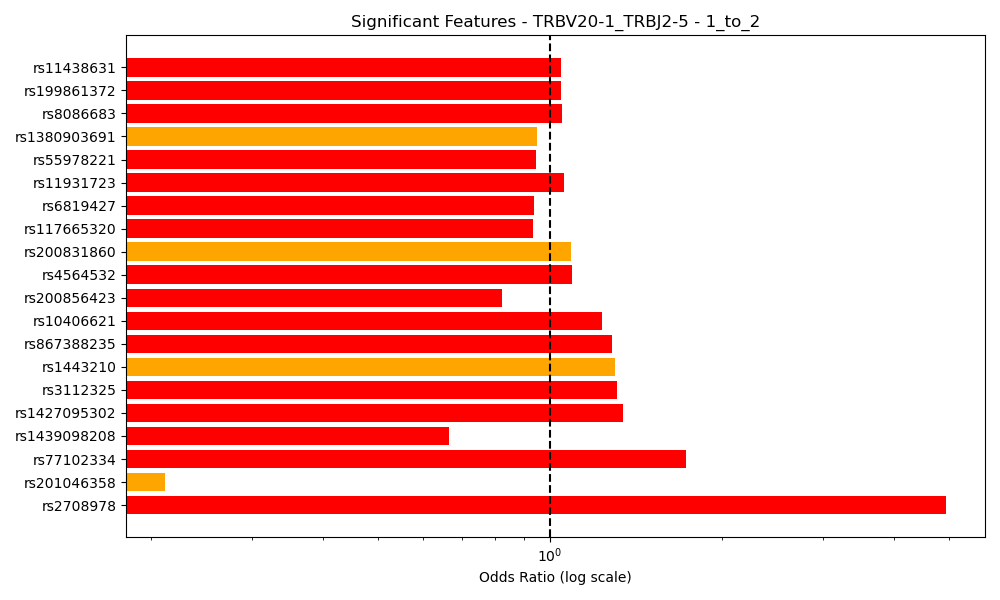 Significant Features - TRBV20-1_TRBJ2-5 - 1_to_2
rs11438631
rs199861372
rs8086683
rs1380903691
rs55978221
rs11931723
rs6819427
rs117665320
rs200831860
rs4564532
rs200856423
rs10406621
rs867388235
rs1443210
rs3112325
rs1427095302
rs1439098208
rs77102334
rs201046358
rs2708978
10⁰
Odds Ratio (log scale)